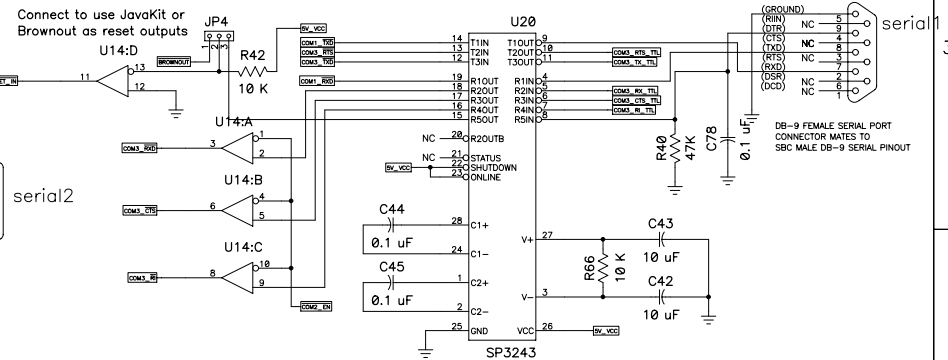 Connect to use JavaKit or
Brownout as reset outputs
JP4
1 2 3
5V_VCC
R42
10 K
BROWNOUT
U14:D
11
13
12
ET_IN
COM1_TXD
COM3_RTS
COM3_TXD
COM1_RXD
U20
14 T1IN
13 T2IN
12 T3IN
19 R1OUT
18 R2OUT
17 R3OUT
16 R4OUT
15 R5OUT
NC 20 R2OUTB
NC 21 STATUS
5V_VCC 22 SHUTDOWN
23 ONLINE
28 C1+
24 C1-
1 C2+
2 C2-
25 GND
T1OUT 9
T2OUT 10 COM3_RTS_TTL
T3OUT 11 COM3_TX_TTL
R1IN 4
R2IN 5 COM3_RX_TTL
R3IN 6 COM3_CTS_TTL
R4IN 7 COM3_RI_TTL
R5IN 8
V+ 27
V- 3
VCC 26 5V_VCC
SP3243
U14:A
COM3_RXD 3
1
2
U14:B
COM3_CTS 6
4
5
U14:C
COM3_RI 8
10
9
COM2_EN
serial2
C44
0.1 uF
C45
0.1 uF
R40
47K
C78
0.1 uF
R66
10 K
C43
10 uF
C42
10 uF
(GROUND)
(RIIN) NC 5
(DTR) 9
(CTS) NC 4
(TXD) 8
(RTS) NC 3
(RXD) 7
(DSR) NC 2
(DCD) NC 6
1
serial1
3
DB-9 FEMALE SERIAL PORT
CONNECTOR MATES TO
SBC MALE DB-9 SERIAL PINOUT